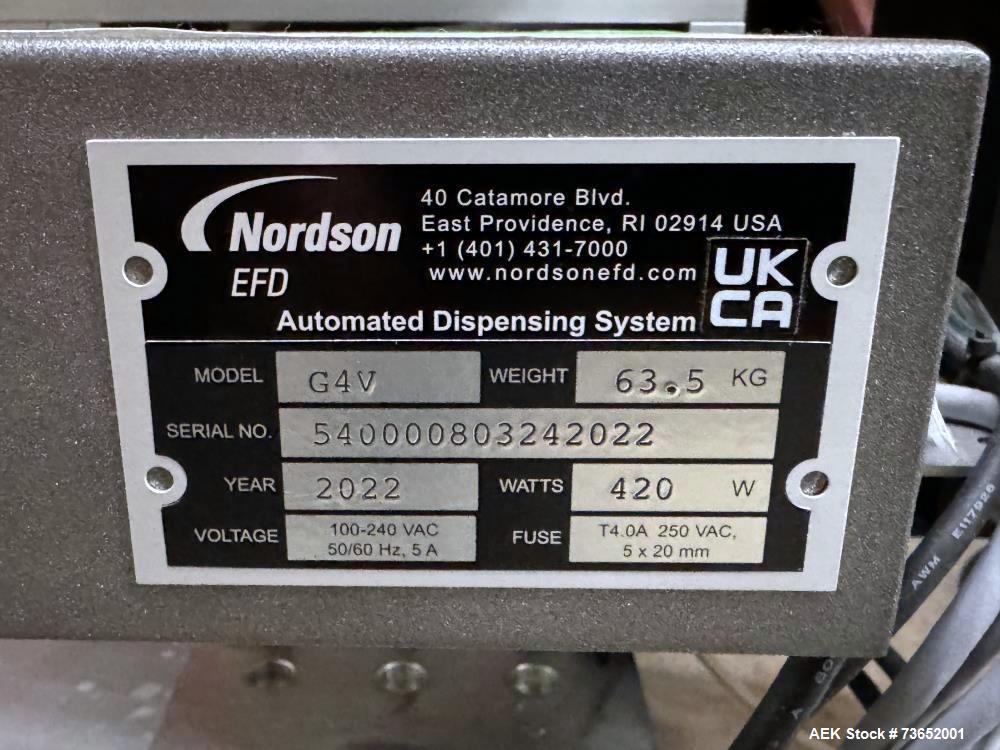 Nordson
EFD
40 Catamore Blvd.
East Providence, RI 02914 USA
+1 (401) 431-7000
www.nordsonefd.com
UK
CA
Automated Dispensing System
MODEL G4V WEIGHT 63.5 KG
SERIAL NO. 540000803242022
YEAR 2022 WATTS 420 W
VOLTAGE 100-240 VAC
50/60 Hz, 5 A
FUSE T4.0A 250 VAC,
5 x 20 mm
AWM E117926
AEK Stock # 73652001